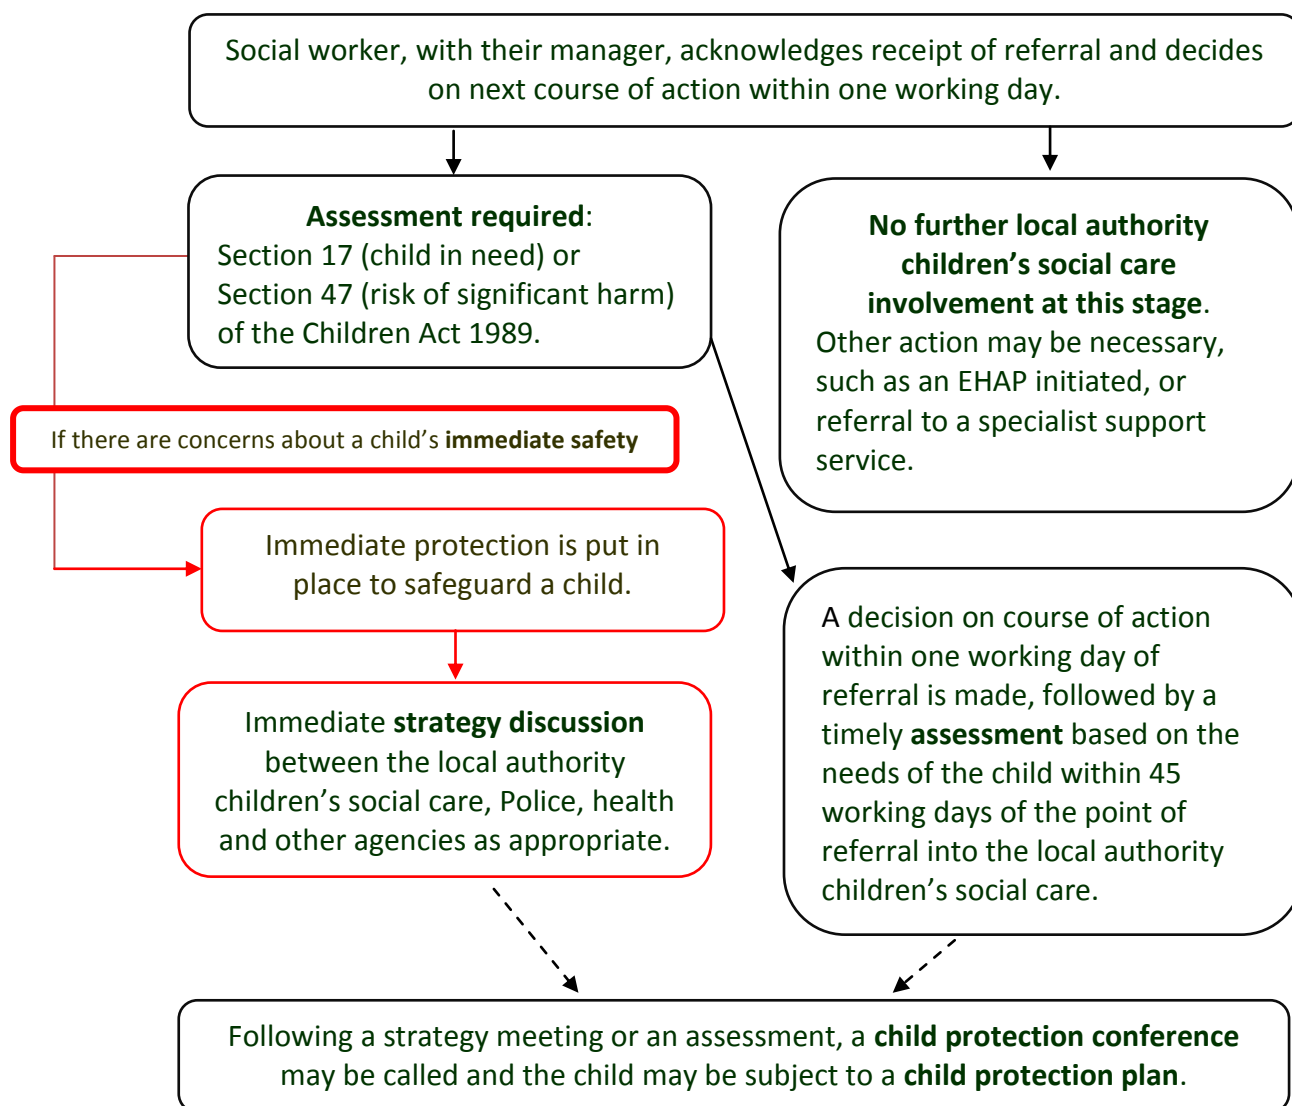 Social worker, with their manager, acknowledges receipt of referral and decides
on next course of action within one working day.
Assessment required:
Section 17 (child in need) or
Section 47 (risk of significant harm)
of the Children Act 1989.
No further local authority
children’s social care
involvement at this stage.
Other action may be necessary,
such as an EHAP initiated, or
referral to a specialist support
service.
If there are concerns about a child’s immediate safety
Immediate protection is put in
place to safeguard a child.
A decision on course of action
within one working day of
referral is made, followed by a
timely assessment based on the
needs of the child within 45
working days of the point of
referral into the local authority
children’s social care.
Immediate strategy discussion
between the local authority
children’s social care, Police, health
and other agencies as appropriate.
Following a strategy meeting or an assessment, a child protection conference
may be called and the child may be subject to a child protection plan.